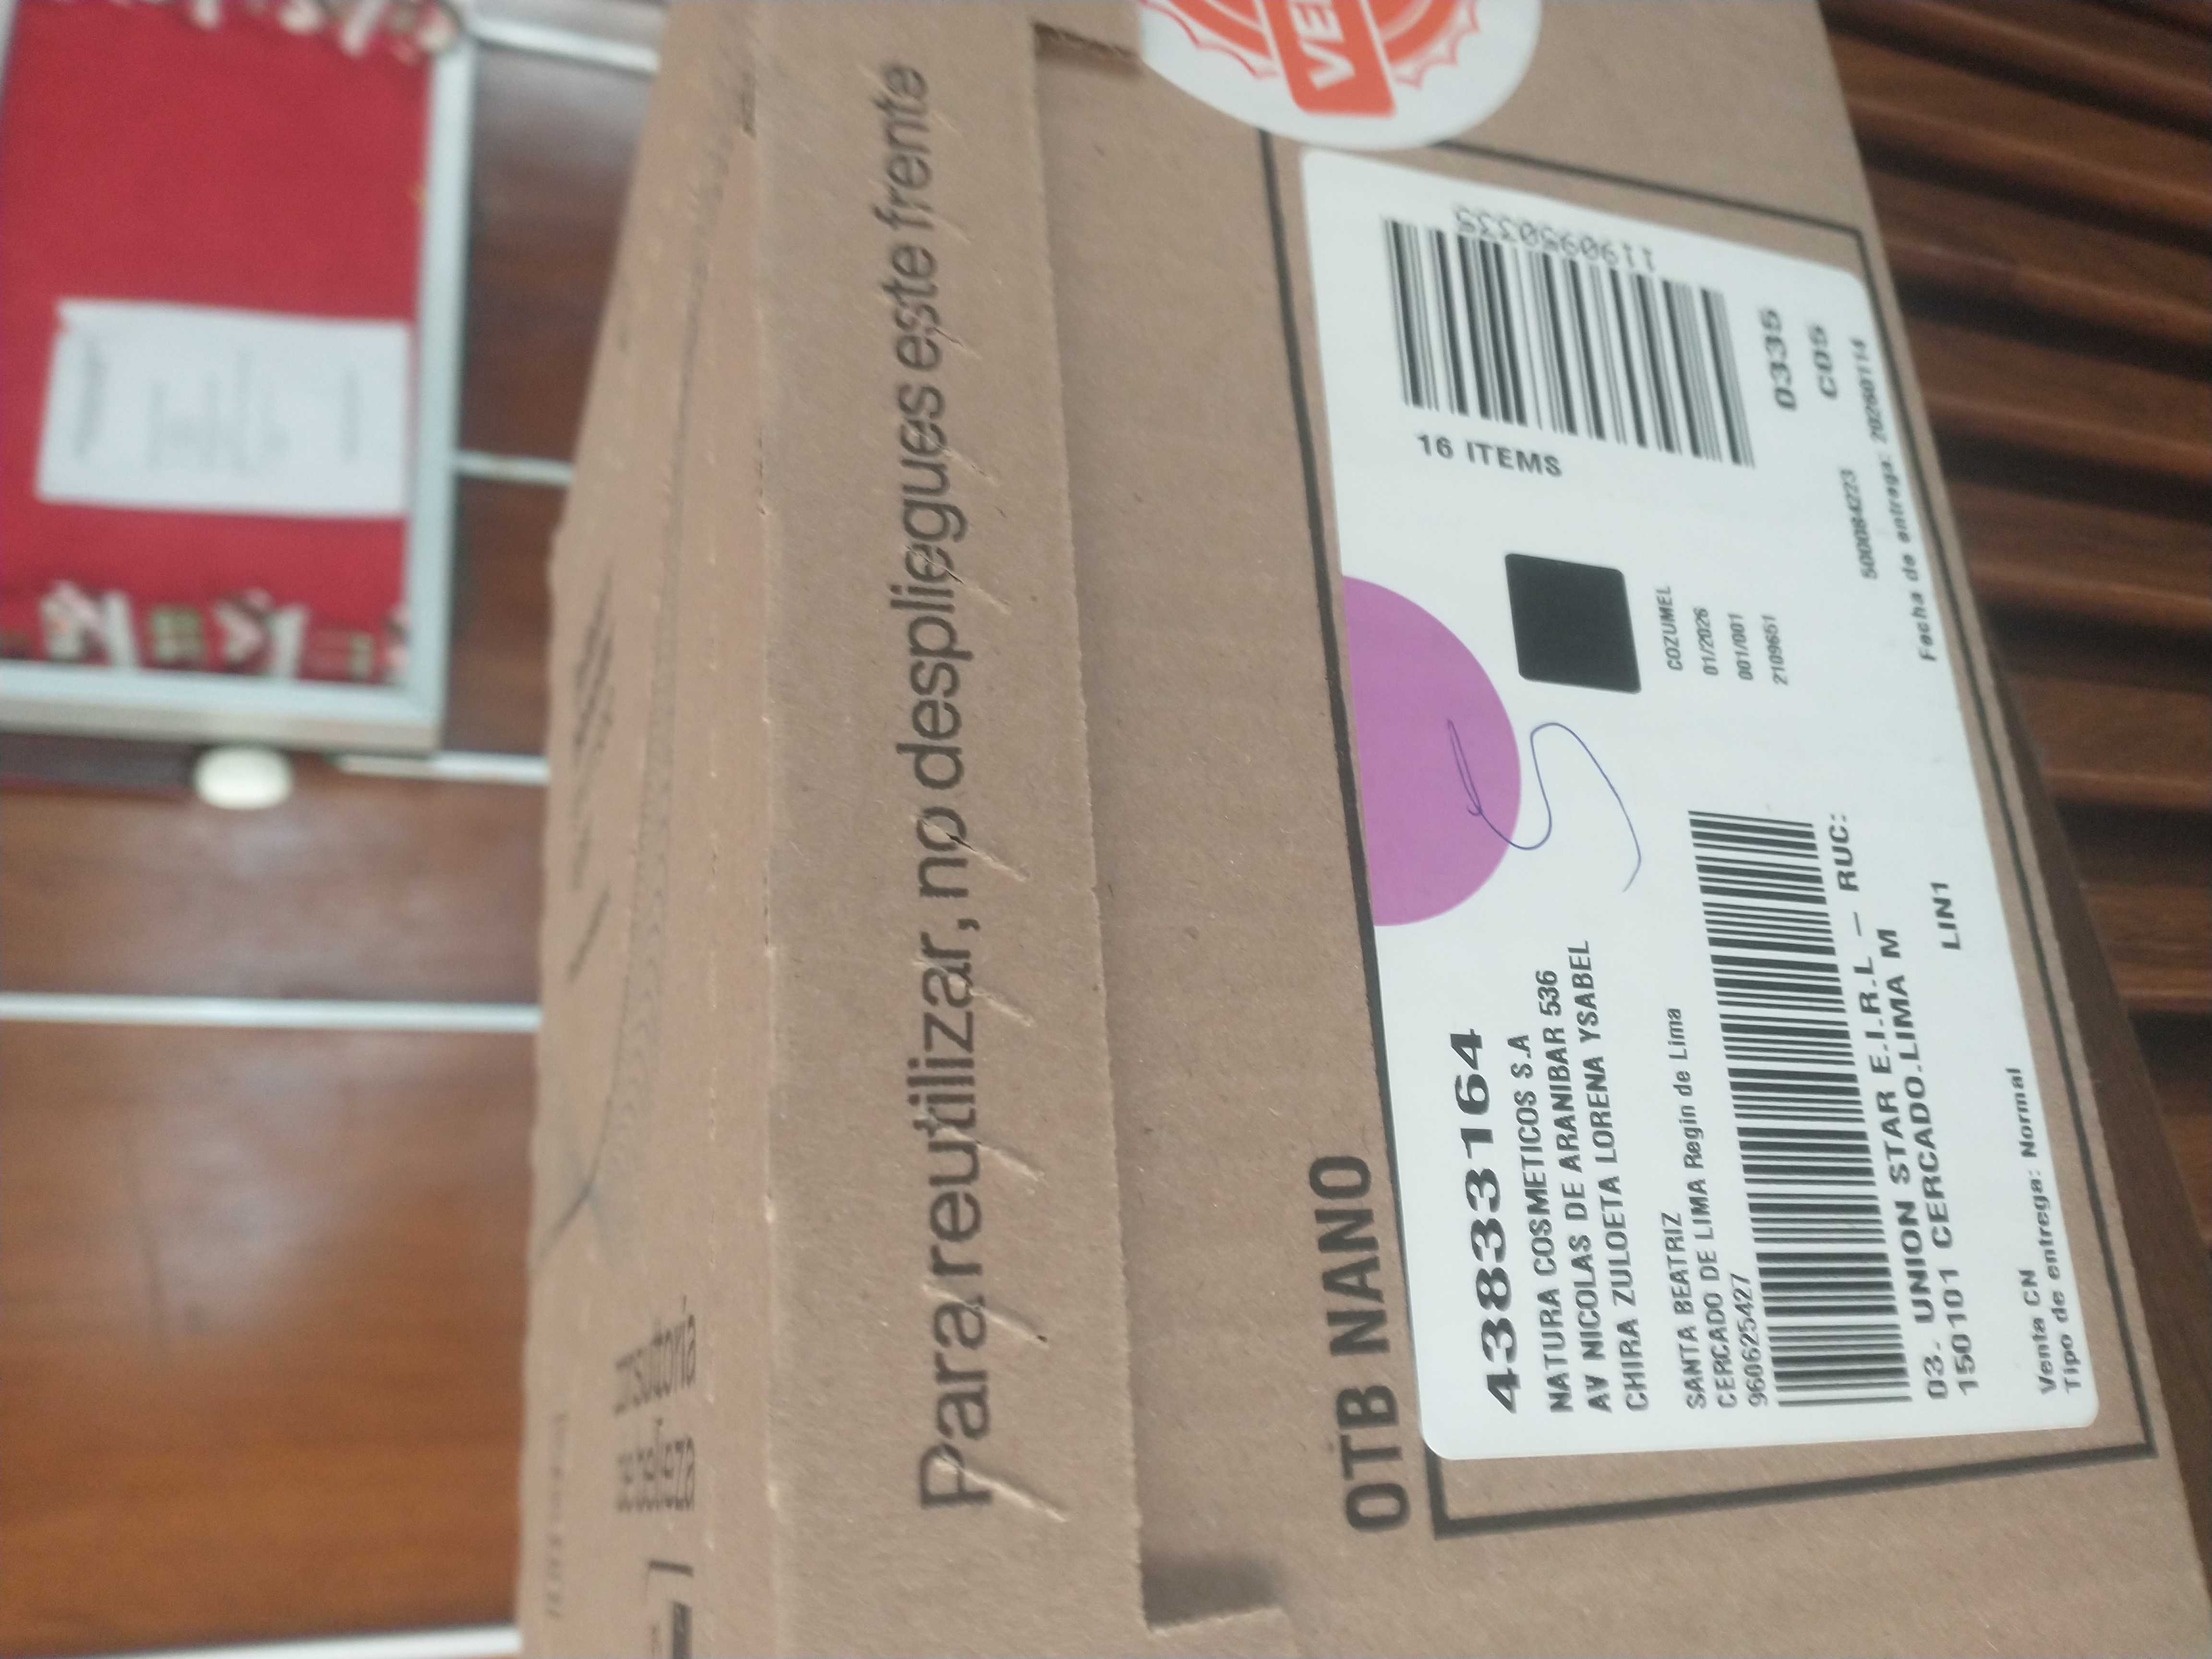 Para reutilizar, no despliegues este frente
OTB NANO
43833164
NATURA COSMETICOS S.A
AV NICOLAS DE ARANIBAR 536
CHIRA ZULOETA LORENA YSABEL
SANTA BEATRIZ
CERCADO DE LIMA Regin de Lima
960625427
03- UNION STAR E.I.R.L — RUC:
150101 CERCADO.LIMA M
LIN1
Venta CN
Tipo de entrega: Normal
16 ITEMS
1190950335
COZUMEL
01/2026
001/001
2109651
0335
C05
5000084223
Fecha de entrega: 20260114
consultoría
de belleza